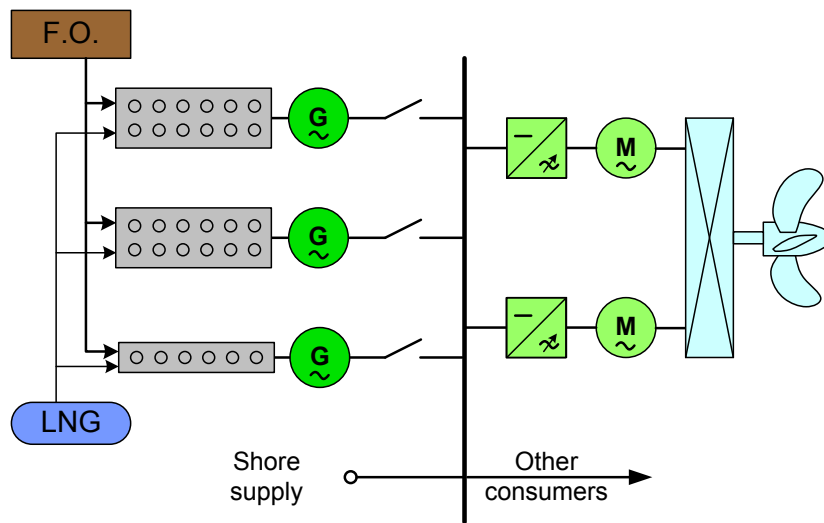 F.O.
G
M
G
M
G
LNG
Shore
supply
Other
consumers